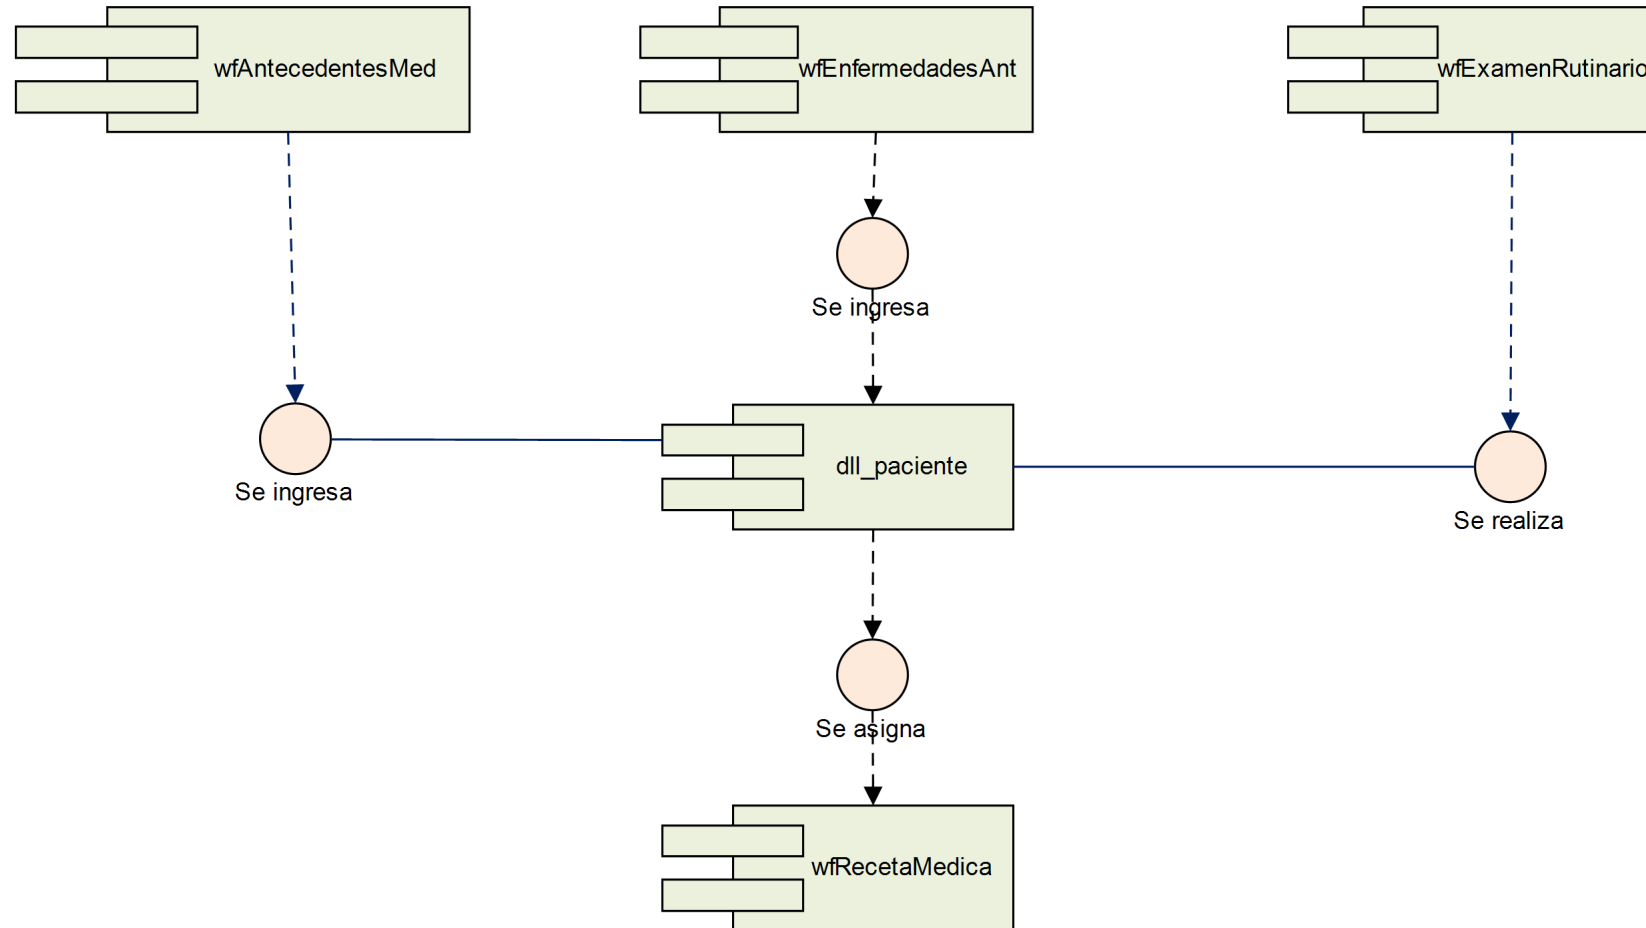 wfAntecedentesMed
wfEnfermedadesAnt
wfExamenRutinario
Se ingresa
Se ingresa
dll_paciente
Se realiza
Se asigna
wfRecetaMedica